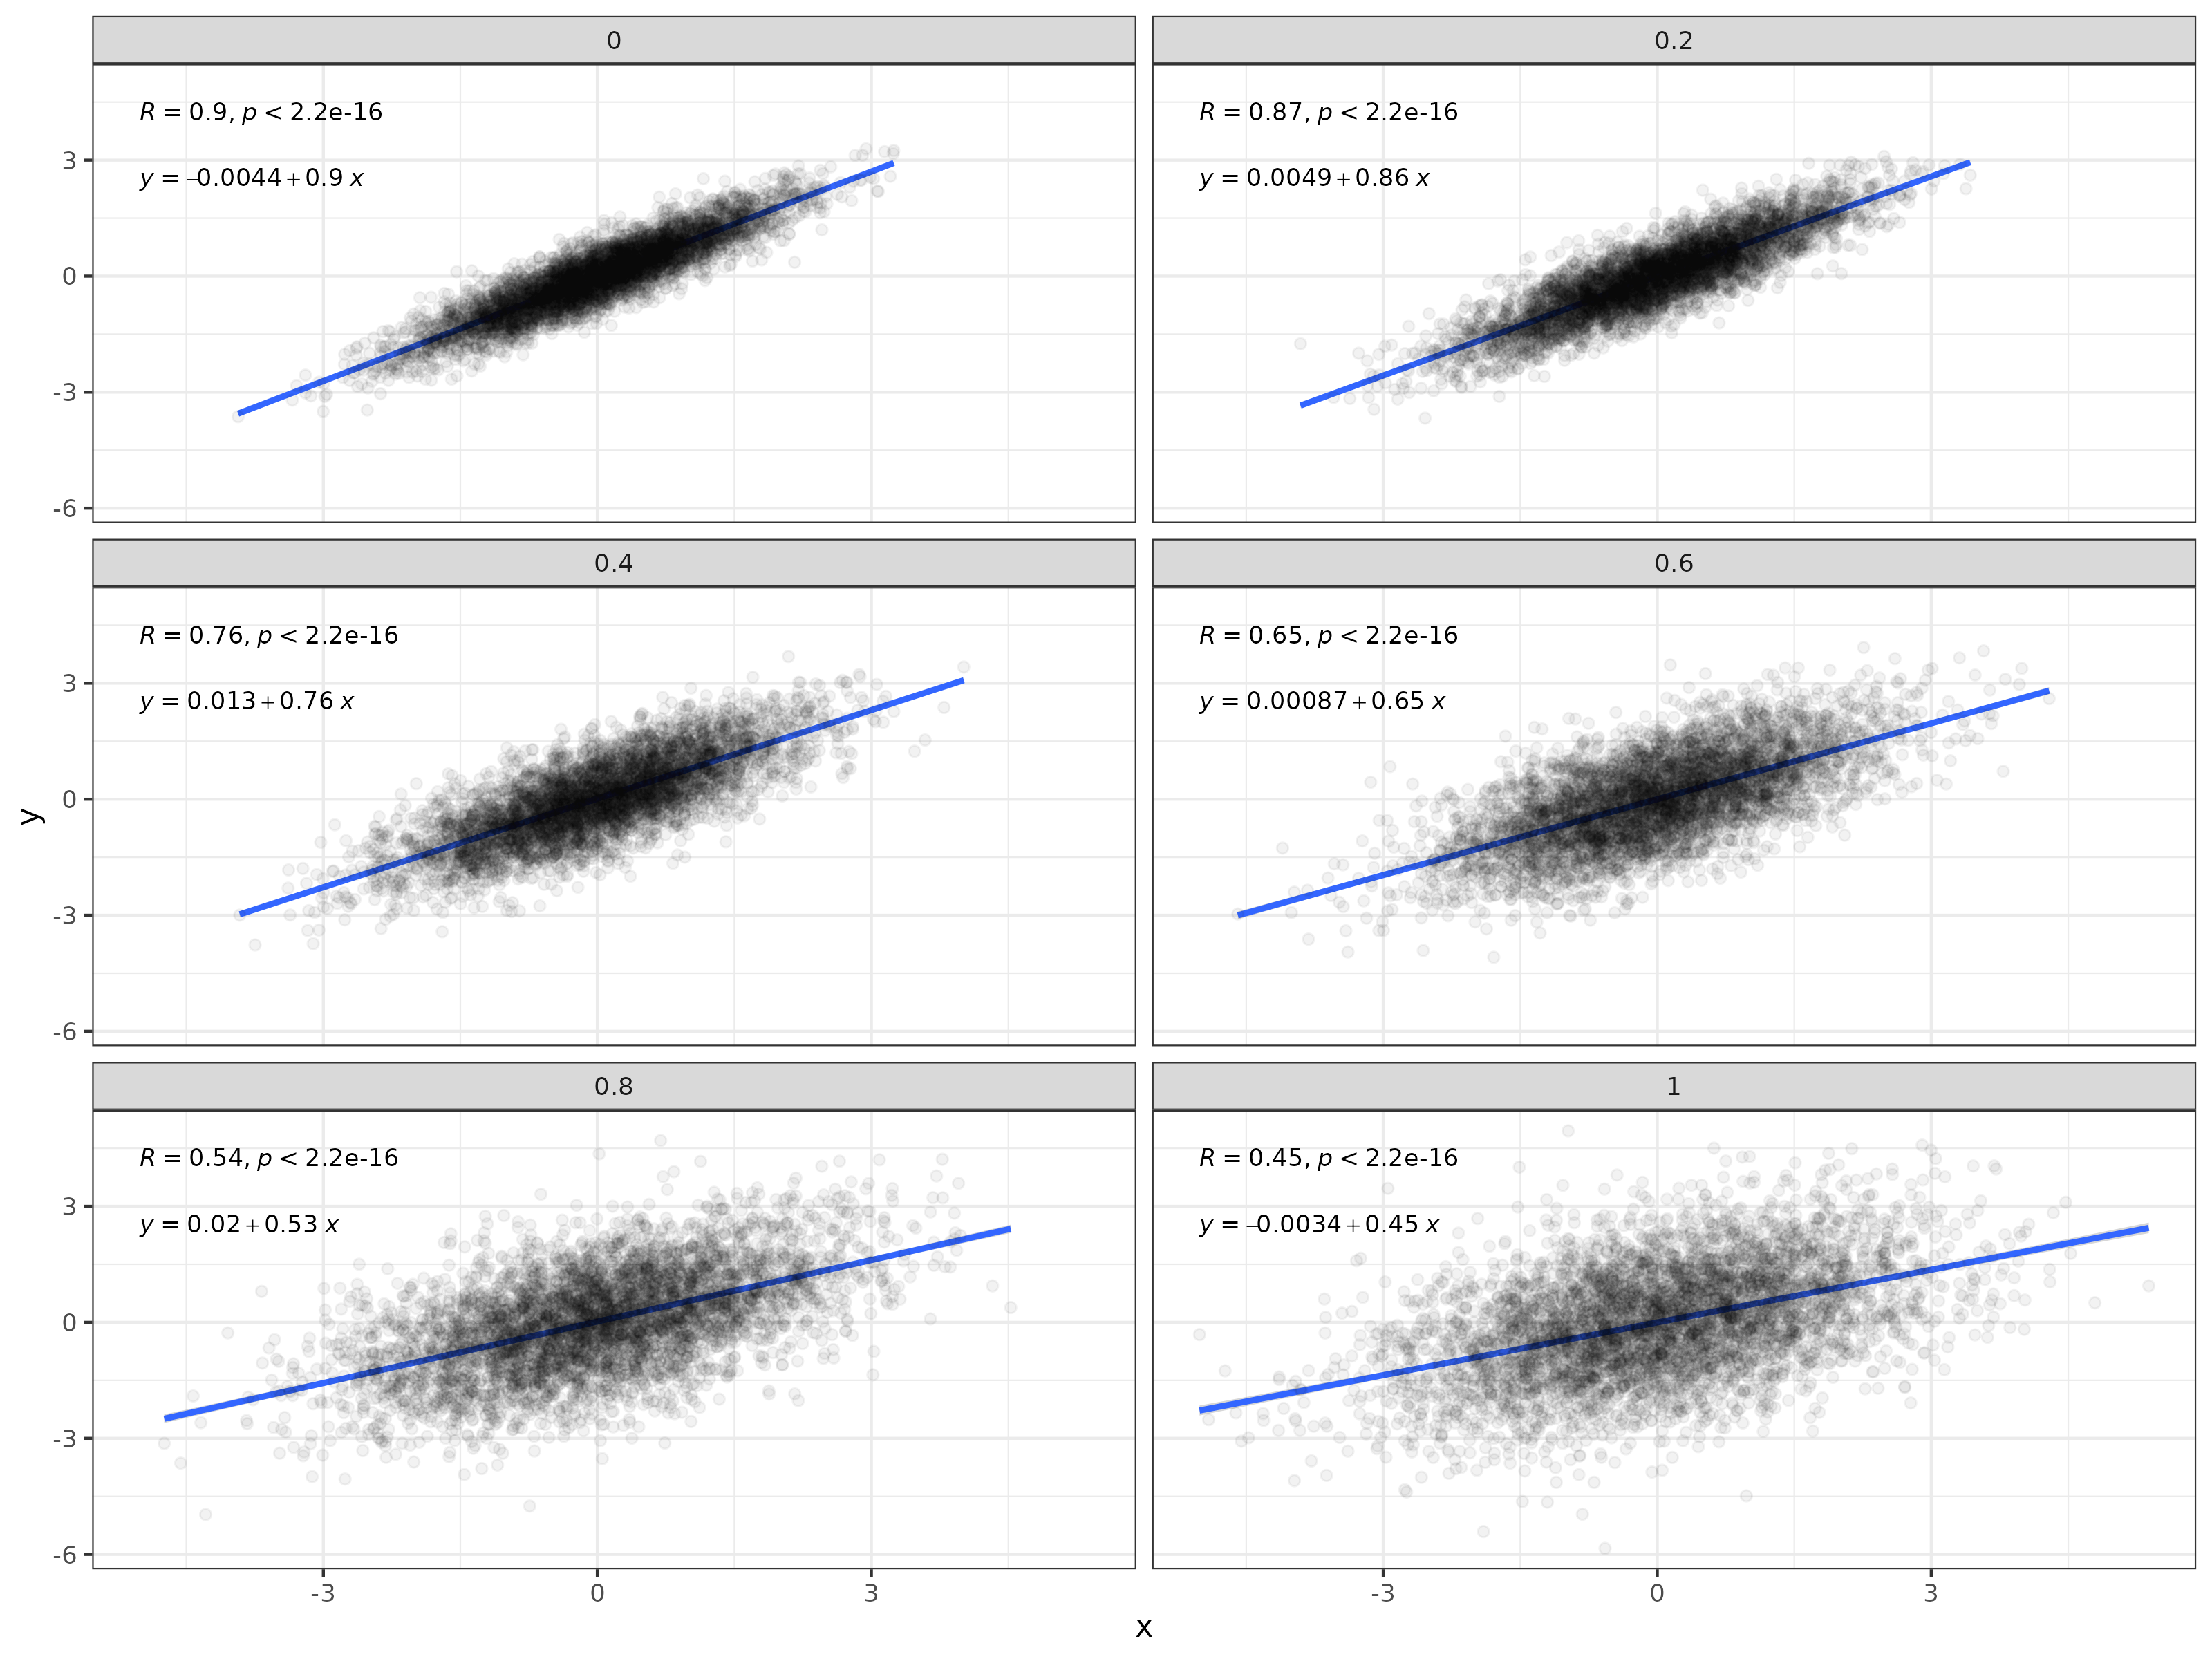 0
R = 0.9, p < 2.2e-16
y = –0.0044 + 0.9 x
3
0
-3
-6
0.2
R = 0.87, p < 2.2e-16
y = 0.0049 + 0.86 x
0.4
R = 0.76, p < 2.2e-16
y = 0.013 + 0.76 x
3
0
-3
-6
0.6
R = 0.65, p < 2.2e-16
y = 0.00087 + 0.65 x
y
0.8
R = 0.54, p < 2.2e-16
y = 0.02 + 0.53 x
3
0
-3
-6
-3 0 3
1
R = 0.45, p < 2.2e-16
y = –0.0034 + 0.45 x
-3 0 3
x